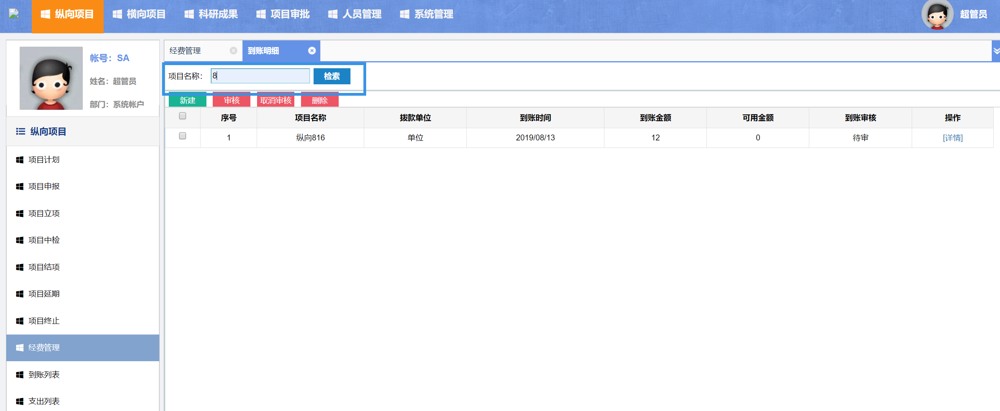 纵向项目 横向项目 科研成果 项目审批 人员管理 系统管理 超管员
帐号：SA
姓名：超管员
部门：系统帐户
纵向项目
项目计划
项目申报
项目立项
项目中检
项目结项
项目延期
项目终止
经费管理
到账列表
支出列表
经费管理 到账明细
项目名称： 8 检索
新建 审核 取消审核 删除
序号 项目名称 拨款单位 到账时间 到账金额 可用金额 到账审核 操作
1 纵向816 单位 2019/08/13 12 0 待审 [详情]